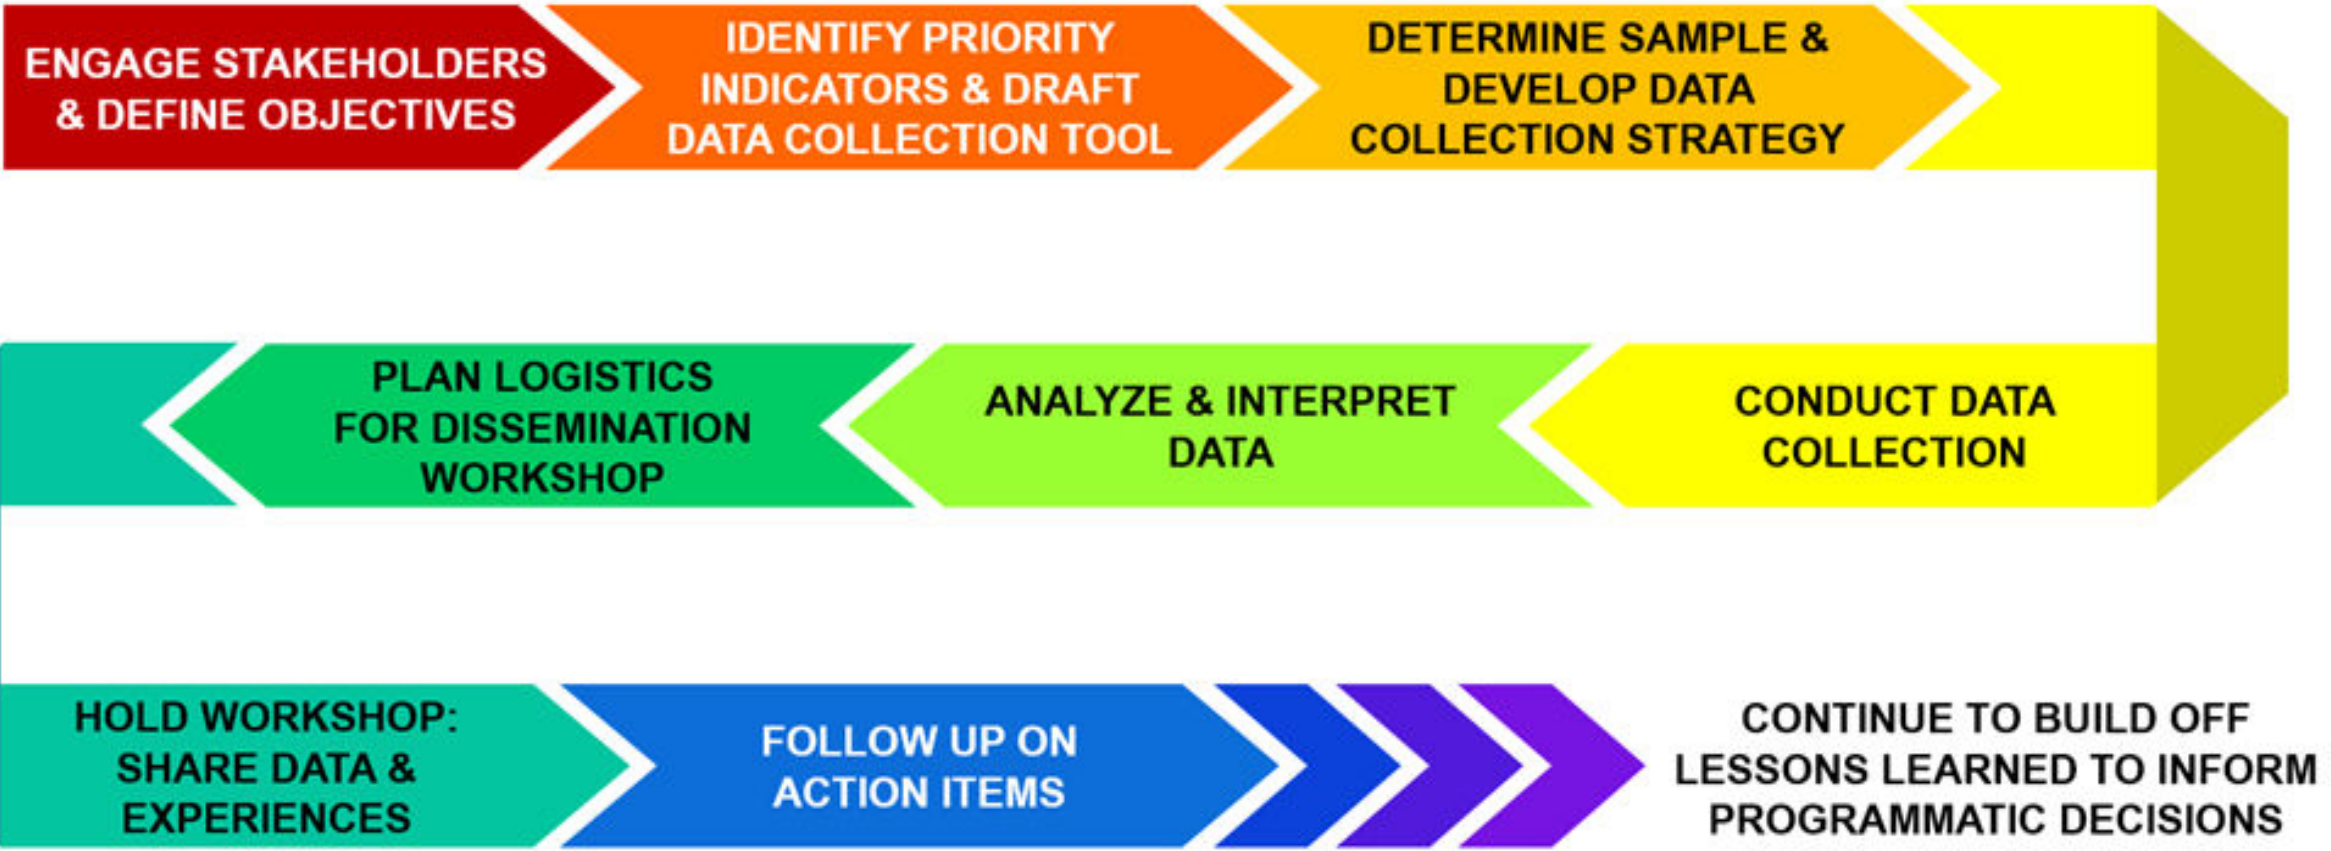 ENGAGE STAKEHOLDERS
& DEFINE OBJECTIVES
IDENTIFY PRIORITY
INDICATORS & DRAFT
DATA COLLECTION TOOL
DETERMINE SAMPLE &
DEVELOP DATA
COLLECTION STRATEGY
CONDUCT DATA
COLLECTION
ANALYZE & INTERPRET
DATA
PLAN LOGISTICS
FOR DISSEMINATION
WORKSHOP
HOLD WORKSHOP:
SHARE DATA &
EXPERIENCES
FOLLOW UP ON
ACTION ITEMS
CONTINUE TO BUILD OFF
LESSONS LEARNED TO INFORM
PROGRAMMATIC DECISIONS